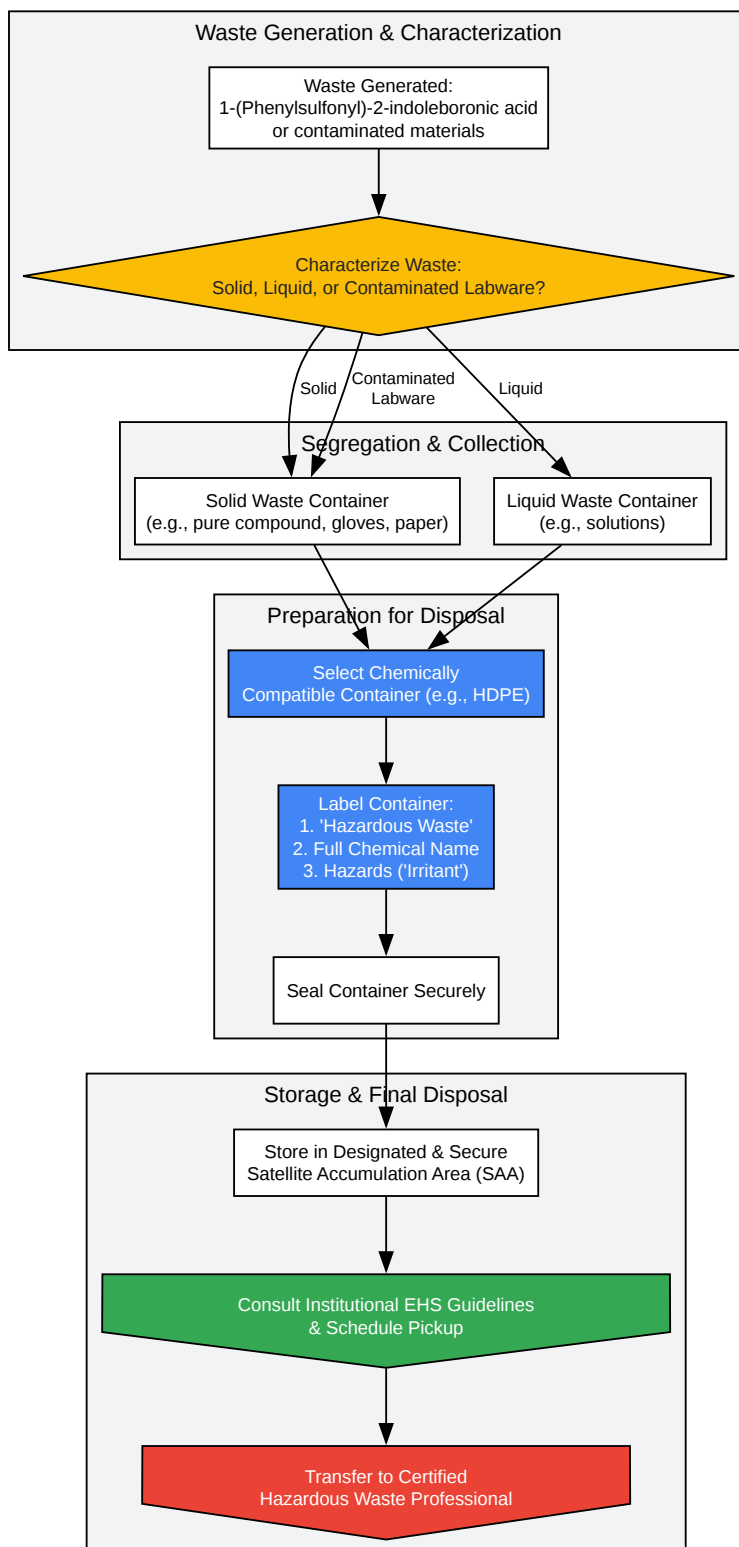 Waste Generation & Characterization
Waste Generated:
1-(Phenylsulfonyl)-2-indoleboronic acid
or contaminated materials
Characterize Waste:
Solid, Liquid, or Contaminated Labware?
Solid
Contaminated
Labware
Liquid
Segregation & Collection
Solid Waste Container
(e.g., pure compound, gloves, paper)
Liquid Waste Container
(e.g., solutions)
Preparation for Disposal
Select Chemically
Compatible Container (e.g., HDPE)
Label Container:
1. 'Hazardous Waste'
2. Full Chemical Name
3. Hazards ('Irritant')
Seal Container Securely
Storage & Final Disposal
Store in Designated & Secure
Satellite Accumulation Area (SAA)
Consult Institutional EHS Guidelines
& Schedule Pickup
Transfer to Certified
Hazardous Waste Professional